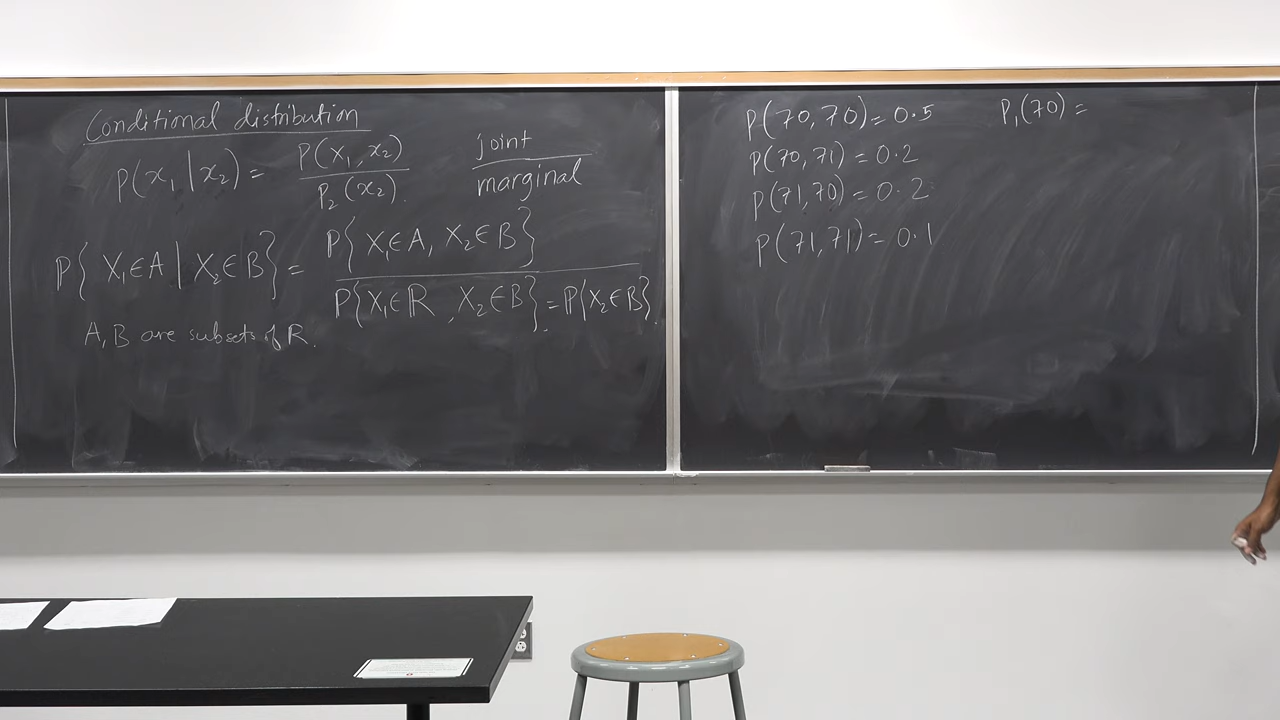 Conditional distribution
p(x₁|x₂) = P(x₁, x₂) / P₂(x₂). joint / marginal
P{X₁∈A | X₂∈B} = P{X₁∈A, X₂∈B} / P{X₁∈ℝ, X₂∈B} = P{X₂∈B}.
A, B are subsets of ℝ.
P(70, 70) = 0.5
P(70, 71) = 0.2
P(71, 70) = 0.2
P(71, 71) = 0.1
P₁(70) =